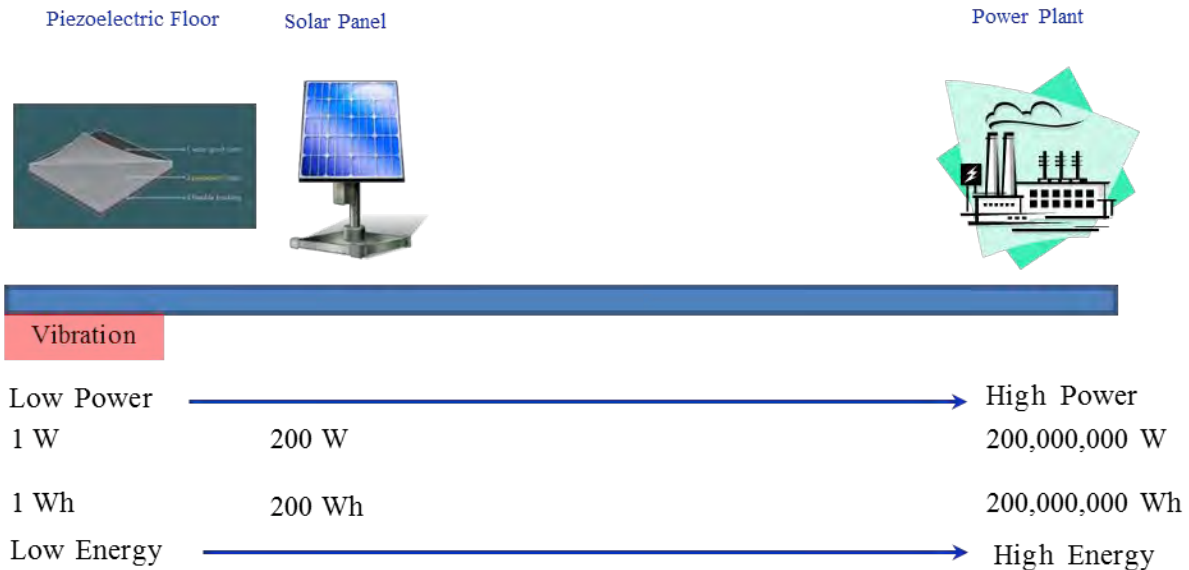 Piezoelectric Floor
Solar Panel
Power Plant
Vibration
Low Power
High Power
1 W
200 W
200,000,000 W
1 Wh
200 Wh
200,000,000 Wh
Low Energy
High Energy